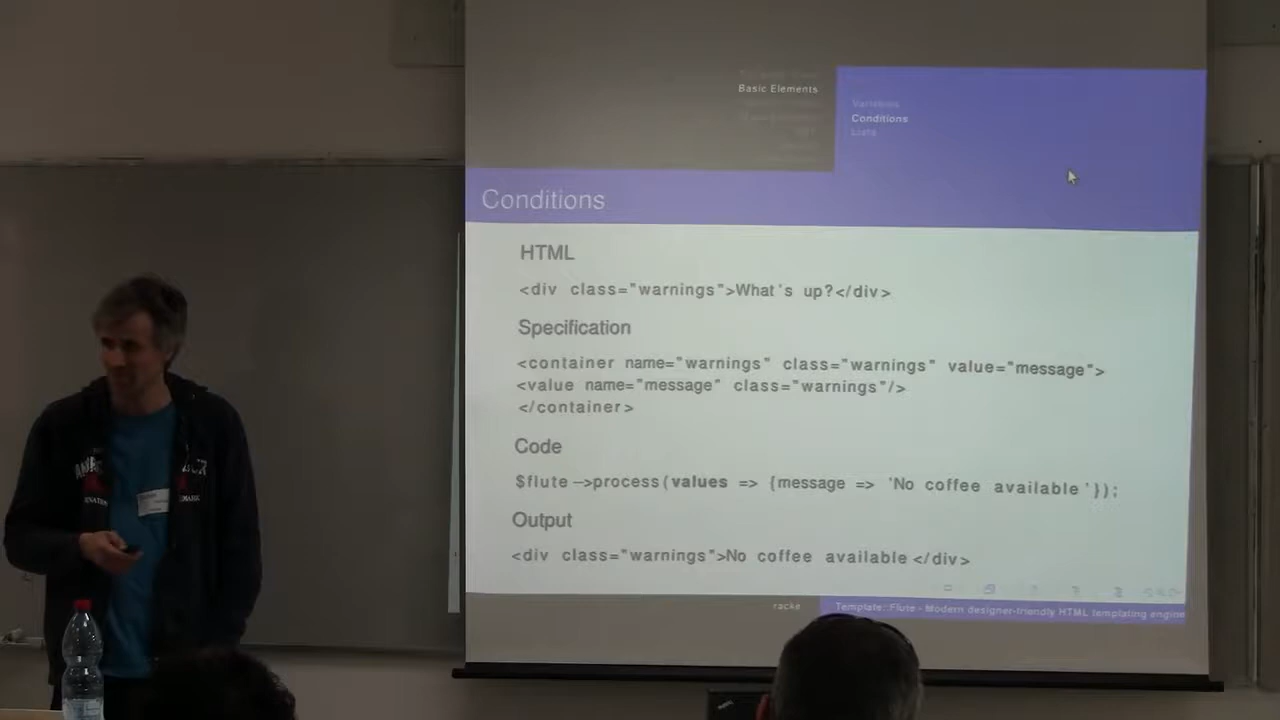 Basic Elements
Variables
Conditions
Lists
Conditions
HTML
<div class="warnings">What's up?</div>
Specification
<container name="warnings" class="warnings" value="message">
<value name="message" class="warnings"/>
</container>
Code
$flute->process(values => {message => 'No coffee available'});
Output
<div class="warnings">No coffee available</div>
racke
Template::Flute - Modern designer-friendly HTML templating engine